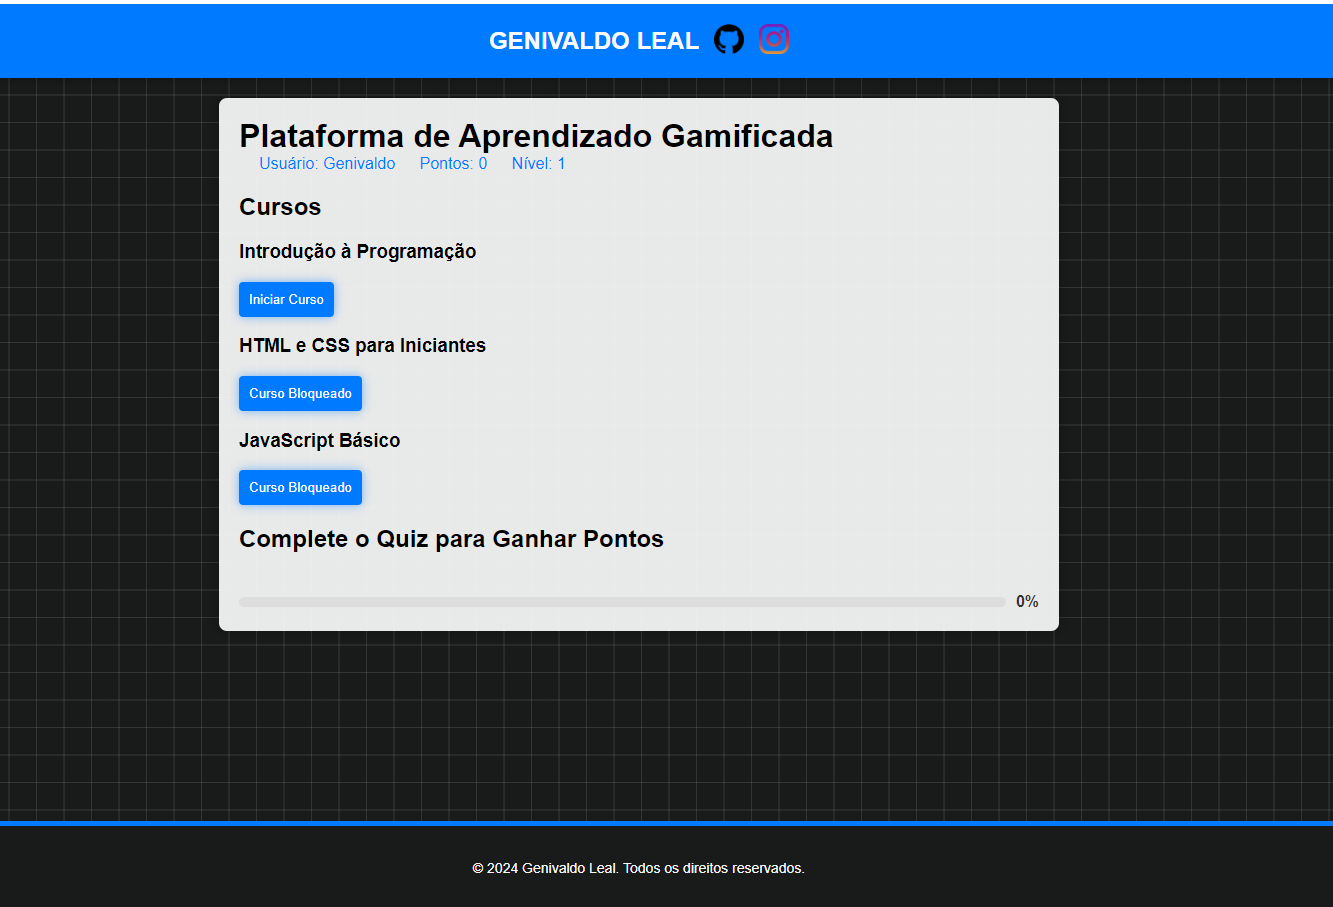 GENIVALDO LEAL
Plataforma de Aprendizado Gamificada
Usuário: Genivaldo Pontos: 0 Nível: 1
Cursos
Introdução à Programação
Iniciar Curso
HTML e CSS para Iniciantes
Curso Bloqueado
JavaScript Básico
Curso Bloqueado
Complete o Quiz para Ganhar Pontos
0%
© 2024 Genivaldo Leal. Todos os direitos reservados.